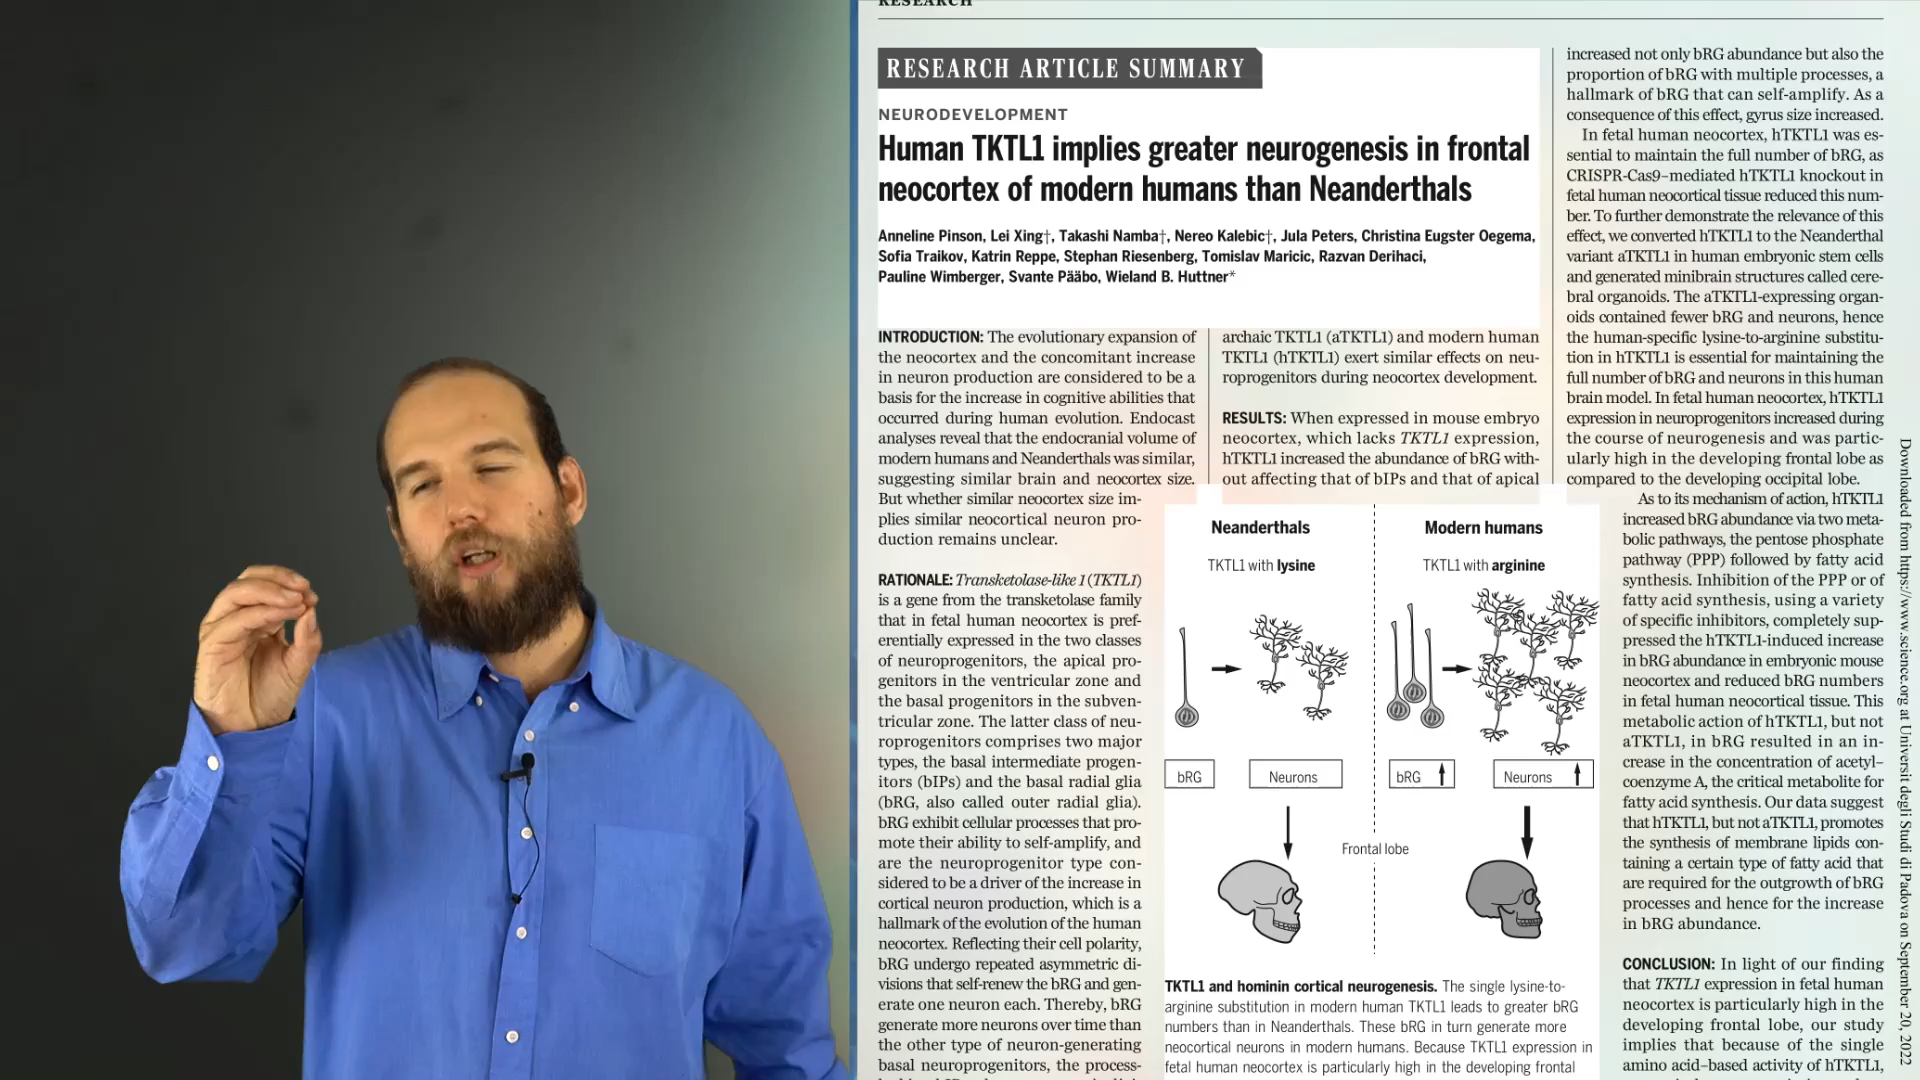 RESEARCH
RESEARCH ARTICLE SUMMARY
NEURODEVELOPMENT
Human TKTL1 implies greater neurogenesis in frontal
neocortex of modern humans than Neanderthals
Anneline Pinson, Lei Xing†, Takashi Namba†, Nereo Kalebic†, Jula Peters, Christina Eugster Oegema,
Sofia Traikov, Katrin Reppe, Stephan Riesenberg, Tomislav Maricic, Razvan Derihaci,
Pauline Wimberger, Svante Pääbo, Wieland B. Huttner*
INTRODUCTION: The evolutionary expansion of
the neocortex and the concomitant increase
in neuron production are considered to be a
basis for the increase in cognitive abilities that
occurred during human evolution. Endocast
analyses reveal that the endocranial volume of
modern humans and Neanderthals was similar,
suggesting similar brain and neocortex size.
But whether similar neocortex size im-
plies similar neocortical neuron pro-
duction remains unclear.
RATIONALE: Transketolase-like 1 (TKTL1)
is a gene from the transketolase family
that in fetal human neocortex is pref-
erentially expressed in the two classes
of neuroprogenitors, the apical pro-
genitors in the ventricular zone and
the basal progenitors in the subven-
tricular zone. The latter class of neu-
roprogenitors comprises two major
types, the basal intermediate progen-
itors (bIPs) and the basal radial glia
(bRG, also called outer radial glia).
bRG exhibit cellular processes that pro-
mote their ability to self-amplify, and
are the neuroprogenitor type con-
sidered to be a driver of the increase in
cortical neuron production, which is a
hallmark of the evolution of the human
neocortex. Reflecting their cell polarity,
bRG undergo repeated asymmetric di-
visions that self-renew the bRG and gen-
erate one neuron each. Thereby, bRG
generate more neurons over time than
the other type of neuron-generating
basal neuroprogenitors, the process-
archaic TKTL1 (aTKTL1) and modern human
TKTL1 (hTKTL1) exert similar effects on neu-
roprogenitors during neocortex development.
RESULTS: When expressed in mouse embryo
neocortex, which lacks TKTL1 expression,
hTKTL1 increased the abundance of bRG with-
out affecting that of bIPs and that of apical
Neanderthals
TKTL1 with lysine
bRG
Neurons
Modern humans
TKTL1 with arginine
bRG
Neurons
Frontal lobe
TKTL1 and hominin cortical neurogenesis. The single lysine-to-
arginine substitution in modern human TKTL1 leads to greater bRG
numbers than in Neanderthals. These bRG in turn generate more
neocortical neurons in modern humans. Because TKTL1 expression in
fetal human neocortex is particularly high in the developing frontal
increased not only bRG abundance but also the
proportion of bRG with multiple processes, a
hallmark of bRG that can self-amplify. As a
consequence of this effect, gyrus size increased.
In fetal human neocortex, hTKTL1 was es-
sential to maintain the full number of bRG, as
CRISPR-Cas9–mediated hTKTL1 knockout in
fetal human neocortical tissue reduced this num-
ber. To further demonstrate the relevance of this
effect, we converted hTKTL1 to the Neanderthal
variant aTKTL1 in human embryonic stem cells
and generated minibrain structures called cere-
bral organoids. The aTKTL1-expressing organ-
oids contained fewer bRG and neurons, hence
the human-specific lysine-to-arginine substitu-
tion in hTKTL1 is essential for maintaining the
full number of bRG and neurons in this human
brain model. In fetal human neocortex, hTKTL1
expression in neuroprogenitors increased during
the course of neurogenesis and was partic-
ularly high in the developing frontal lobe as
compared to the developing occipital lobe.
As to its mechanism of action, hTKTL1
increased bRG abundance via two meta-
bolic pathways, the pentose phosphate
pathway (PPP) followed by fatty acid
synthesis. Inhibition of the PPP or of
fatty acid synthesis, using a variety
of specific inhibitors, completely sup-
pressed the hTKTL1-induced increase
in bRG abundance in embryonic mouse
neocortex and reduced bRG numbers
in fetal human neocortical tissue. This
metabolic action of hTKTL1, but not
aTKTL1, in bRG resulted in an in-
crease in the concentration of acetyl–
coenzyme A, the critical metabolite for
fatty acid synthesis. Our data suggest
that hTKTL1, but not aTKTL1, promotes
the synthesis of membrane lipids con-
taining a certain type of fatty acid that
are required for the outgrowth of bRG
processes and hence for the increase
in bRG abundance.
CONCLUSION: In light of our finding
that TKTL1 expression in fetal human
neocortex is particularly high in the
developing frontal lobe, our study
implies that because of the single
amino acid–based activity of hTKTL1,
Downloaded from https://www.science.org at Universit degli Studi di Padova on September 20, 2022